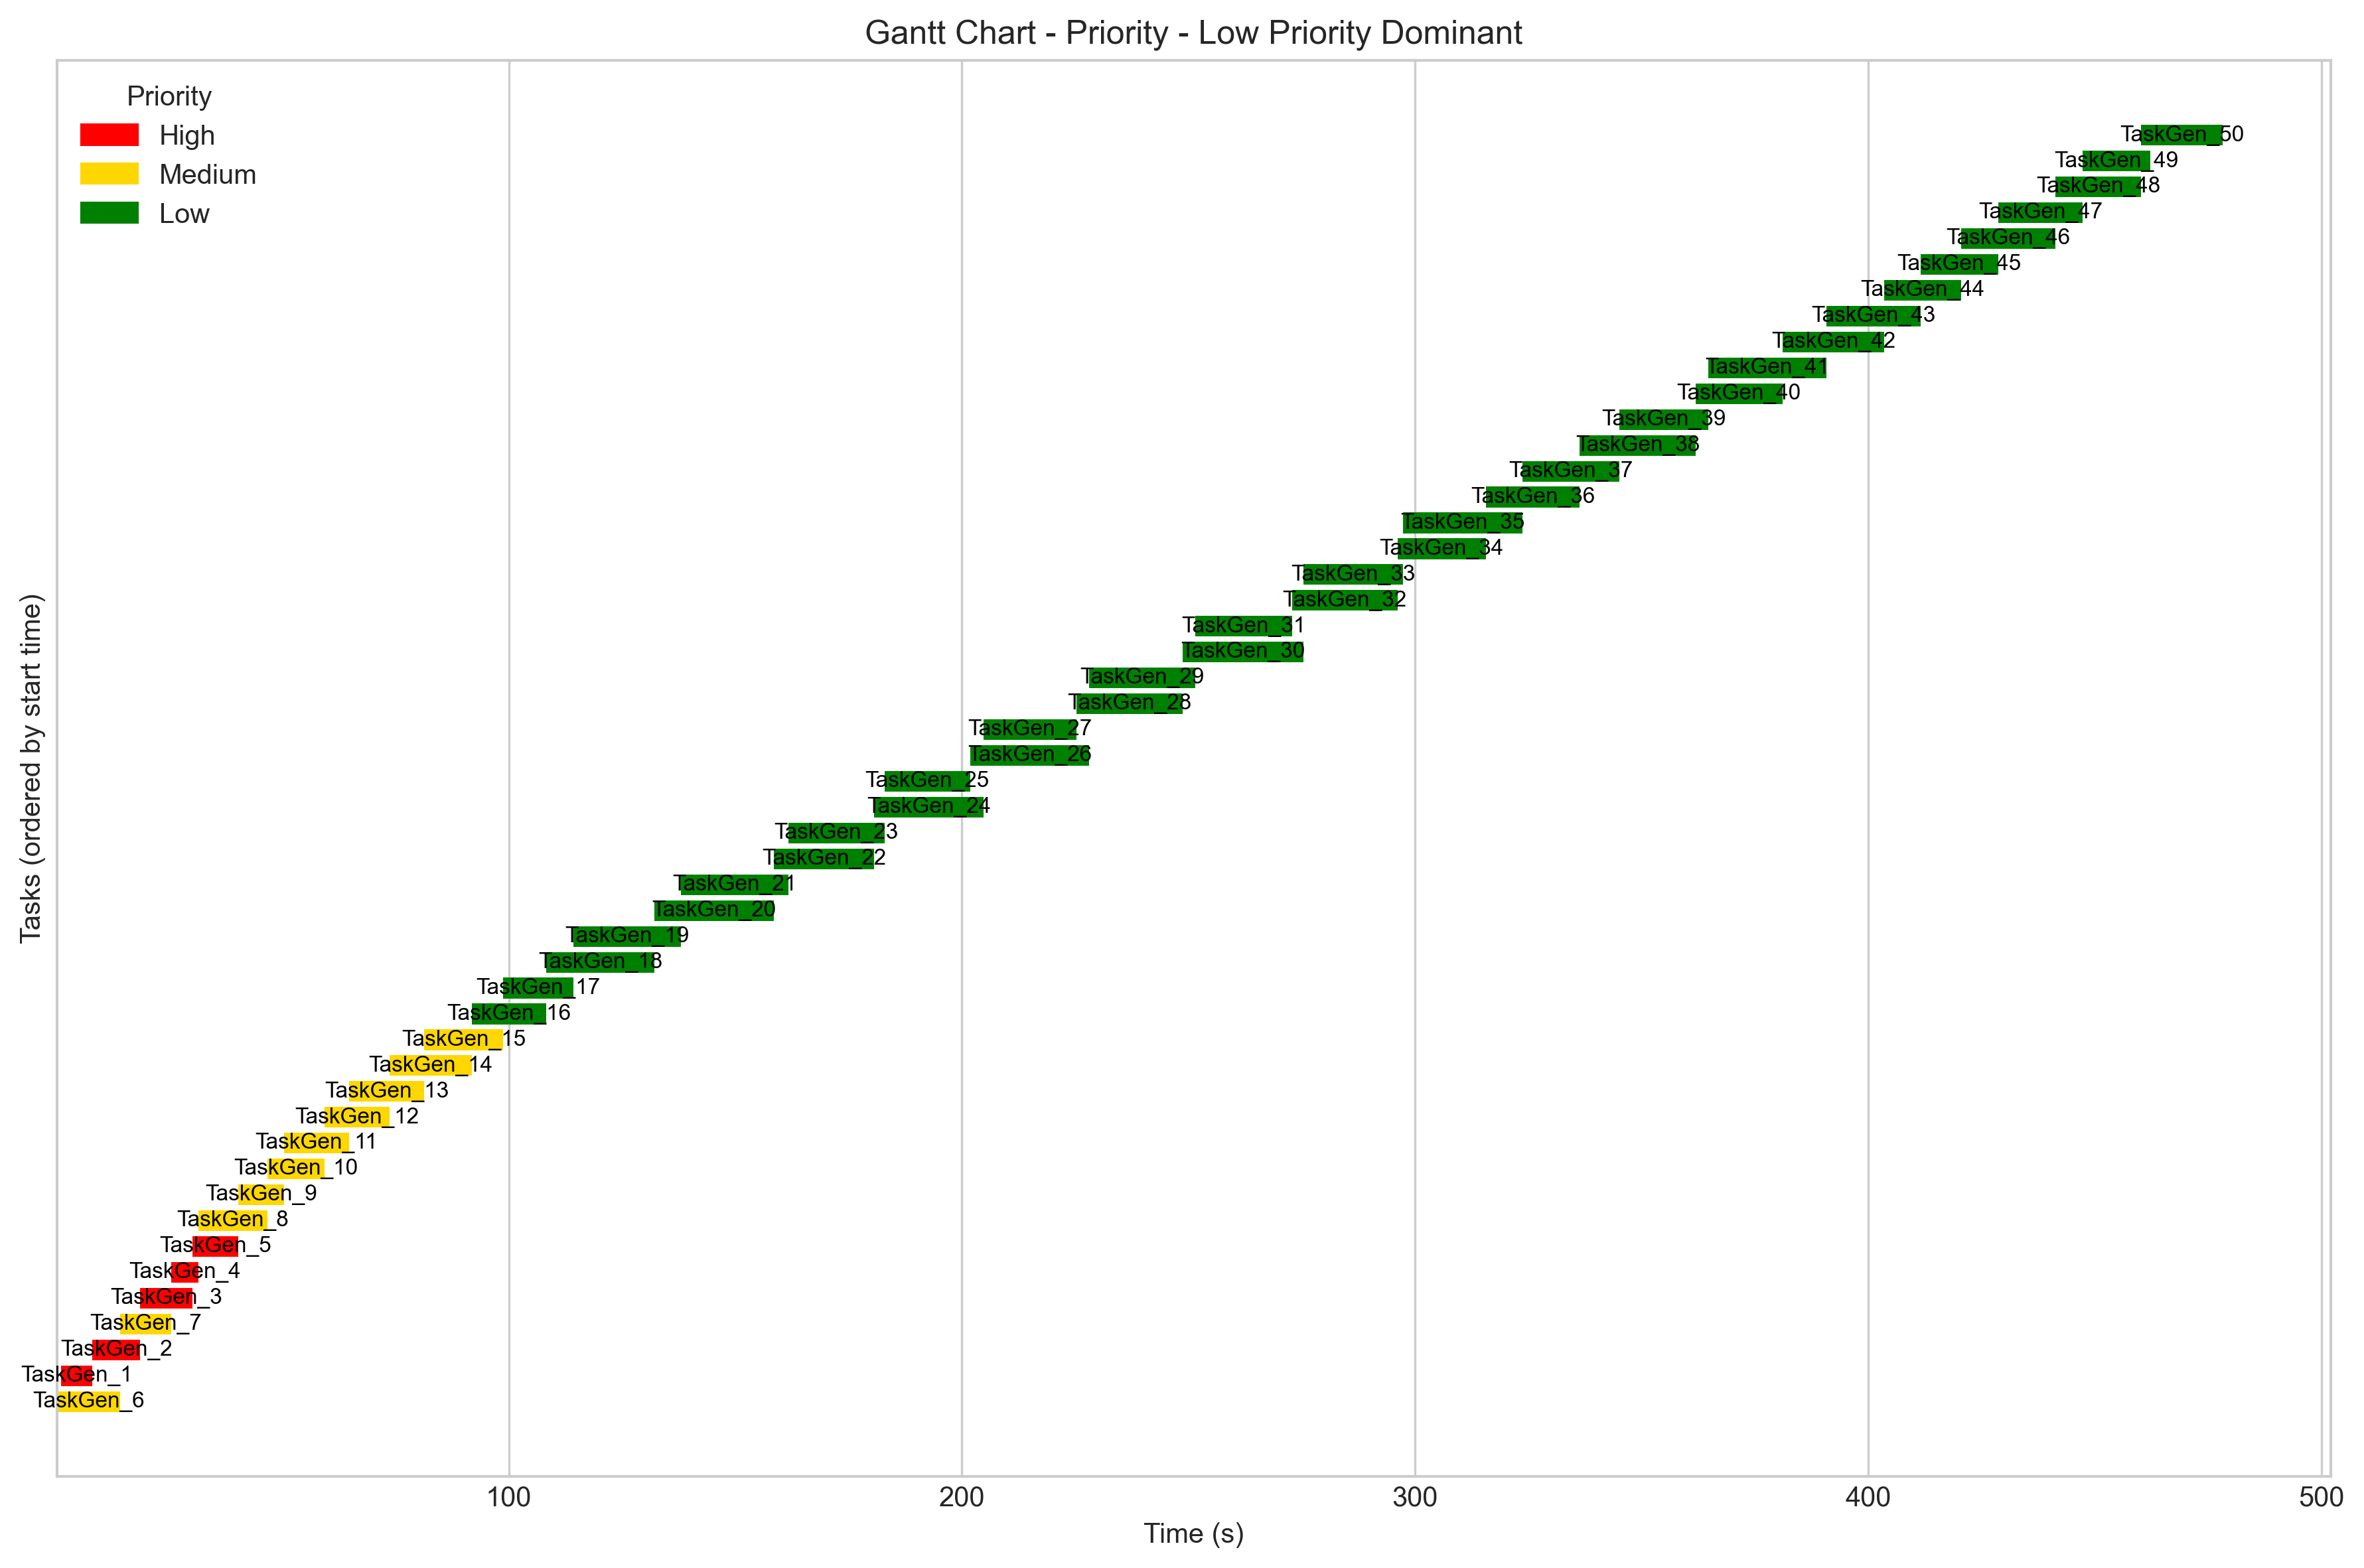 Gantt Chart - Priority - Low Priority Dominant
Priority
High
Medium
Low
TaskGen_50
TaskGen_49
TaskGen_48
TaskGen_47
TaskGen_46
TaskGen_45
TaskGen_44
TaskGen_43
TaskGen_42
TaskGen_41
TaskGen_40
TaskGen_39
TaskGen_38
TaskGen_37
TaskGen_36
TaskGen_35
TaskGen_34
TaskGen_33
TaskGen_32
TaskGen_31
TaskGen_30
TaskGen_29
TaskGen_28
TaskGen_27
TaskGen_26
TaskGen_25
TaskGen_24
TaskGen_23
TaskGen_22
TaskGen_21
TaskGen_20
TaskGen_19
TaskGen_18
TaskGen_17
TaskGen_16
TaskGen_15
TaskGen_14
TaskGen_13
TaskGen_12
TaskGen_11
TaskGen_10
TaskGen_9
TaskGen_8
TaskGen_5
TaskGen_4
TaskGen_3
TaskGen_7
TaskGen_2
TaskGen_1
TaskGen_6
Tasks (ordered by start time)
100 200 300 400 500
Time (s)